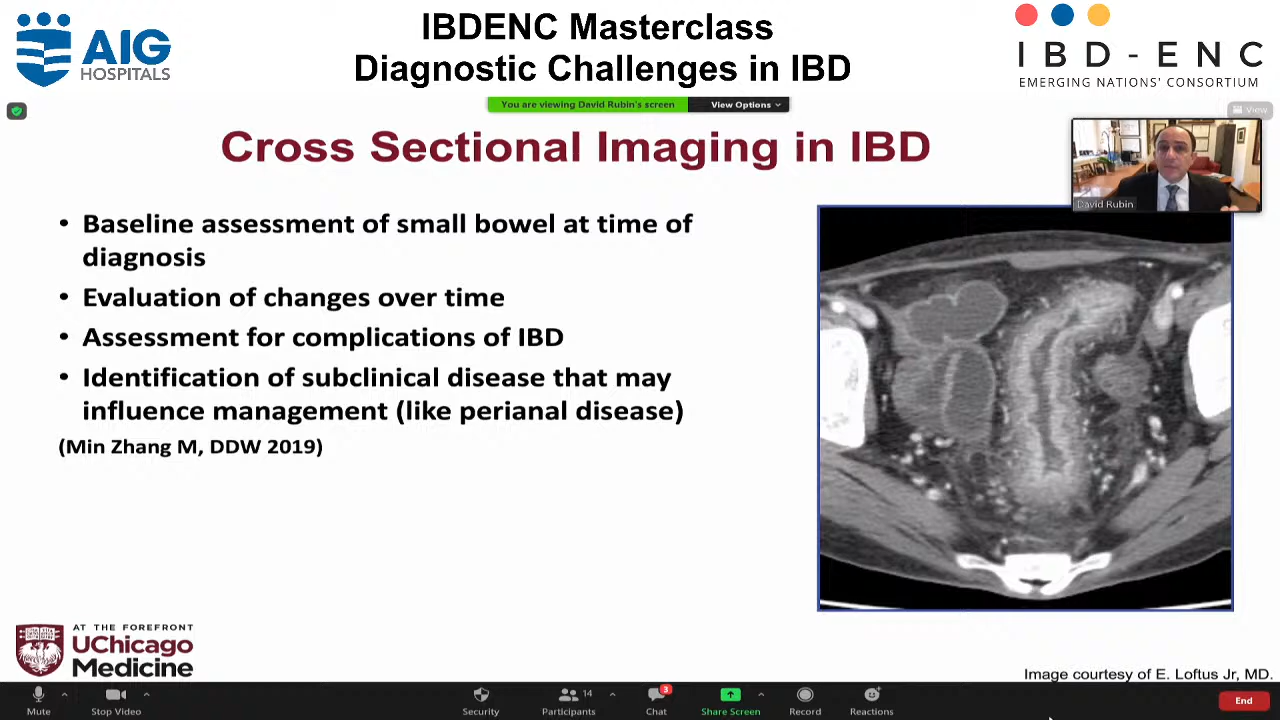 AIG
HOSPITALS
IBDENC Masterclass
Diagnostic Challenges in IBD
IBD-ENC
EMERGING NATIONS' CONSORTIUM
You are viewing David Rubin's screen
View Options
View
Cross Sectional Imaging in IBD
David Rubin
• Baseline assessment of small bowel at time of
diagnosis
• Evaluation of changes over time
• Assessment for complications of IBD
• Identification of subclinical disease that may
influence management (like perianal disease)
(Min Zhang M, DDW 2019)
AT THE FOREFRONT
UChicago
Medicine
Image courtesy of E. Loftus Jr, MD.
Mute
Stop Video
Security
14
Participants
3
Chat
Share Screen
Record
Reactions
End